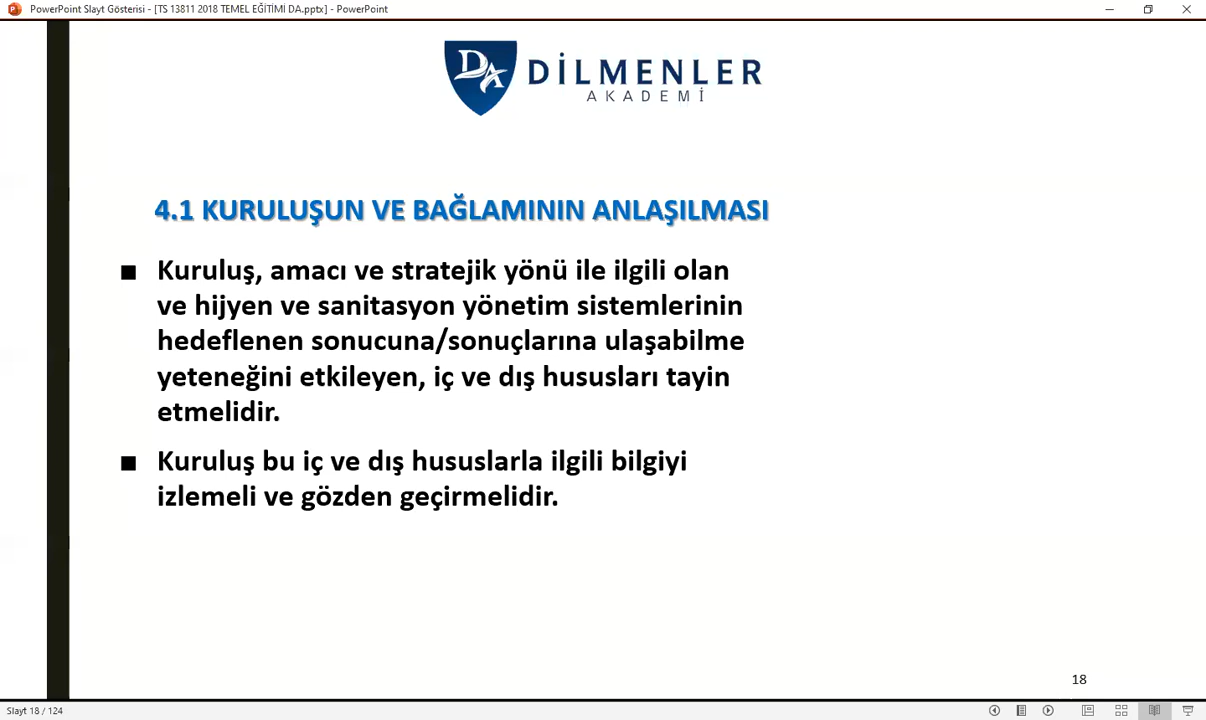 PowerPoint Slayt Gösterisi - [TS 13811 2018 TEMEL EĞİTİMİ DA.pptx] - PowerPoint
DA
DİLMENLER
AKADEMİ
4.1 KURULUŞUN VE BAĞLAMININ ANLAŞILMASI
■ Kuruluş, amacı ve stratejik yönü ile ilgili olan
ve hijyen ve sanitasyon yönetim sistemlerinin
hedeflenen sonucuna/sonuçlarına ulaşabilme
yeteneğini etkileyen, iç ve dış hususları tayin
etmelidir.
■ Kuruluş bu iç ve dış hususlarla ilgili bilgiyi
izlemeli ve gözden geçirmelidir.
18
Slayt 18 / 124